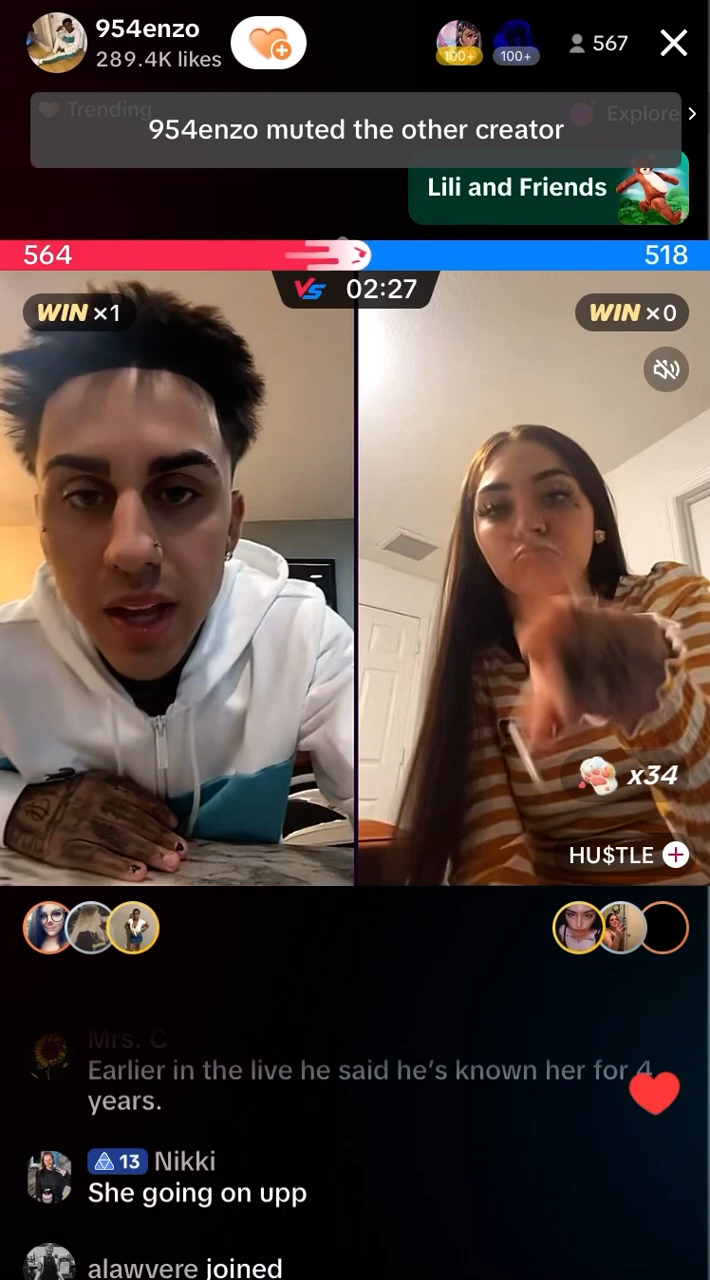 954enzo
289.4K likes
100+
100+
567
Trending
Explore
954enzo muted the other creator
Lili and Friends
564
518
VS 02:27
WIN ×1
WIN ×0
x34
HU$TLE
Mrs. C
Earlier in the live he said he’s known her for 4
years.
13 Nikki
She going on upp
alawvere joined